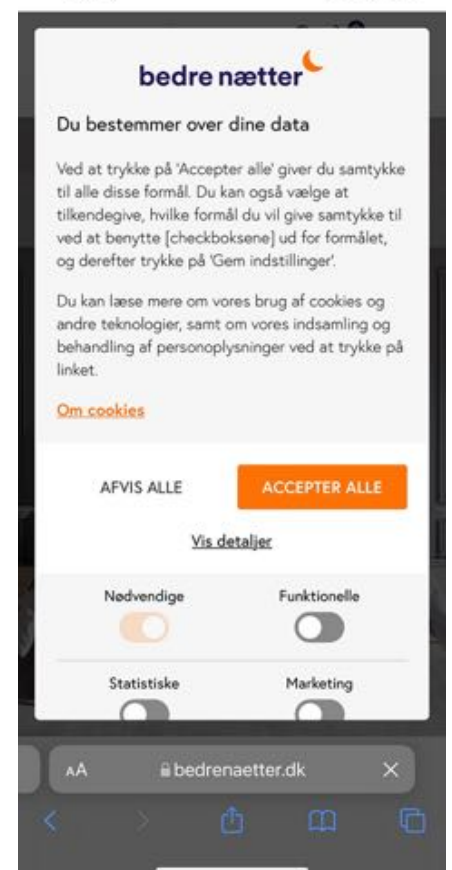 bedre nætter
Du bestemmer over dine data
Ved at trykke på 'Accepter alle' giver du samtykke
til alle disse formål. Du kan også vælge at
tilkendegive, hvilke formål du vil give samtykke til
ved at benytte [checkboksene] ud for formålet,
og derefter trykke på 'Gem indstillinger'.
Du kan læse mere om vores brug af cookies og
andre teknologier, samt om vores indsamling og
behandling af personoplysninger ved at trykke på
linket.
Om cookies
AFVIS ALLE ACCEPTER ALLE
Vis detaljer
Nødvendige Funktionelle
Statistiske Marketing
AA bedrenaetter.dk